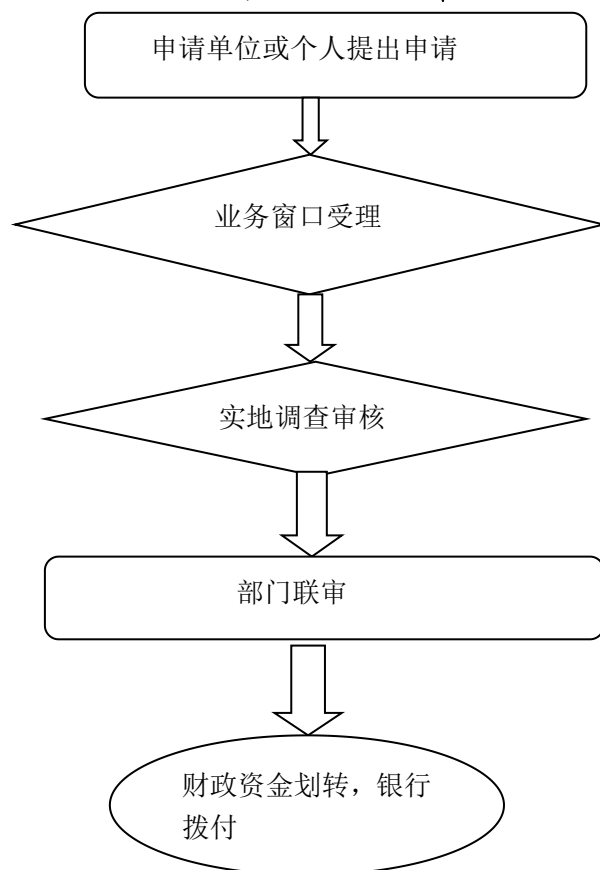 申请单位或个人提出申请
业务窗口受理
实地调查审核
部门联审
财政资金划转，银行
拨付